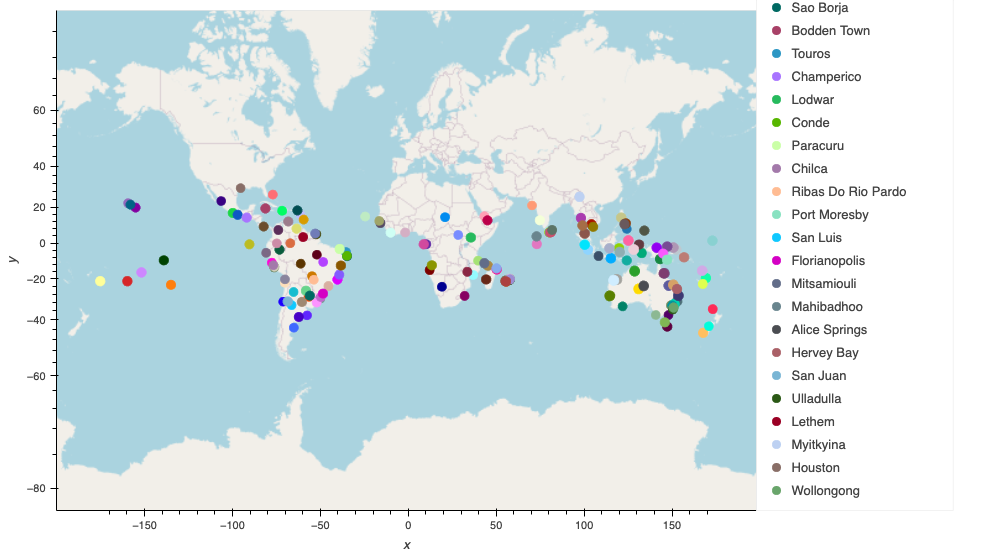 Sao Borja
Bodden Town
Touros
Champerico
Lodwar
Conde
Paracuru
Chilca
Ribas Do Rio Pardo
Port Moresby
San Luis
Florianopolis
Mitsamiouli
Mahibadhoo
Alice Springs
Hervey Bay
San Juan
Ulladulla
Lethem
Myitkyina
Houston
Wollongong
60
40
20
0
−20
−40
−60
−80
y
−150
−100
−50
0
50
100
150
x